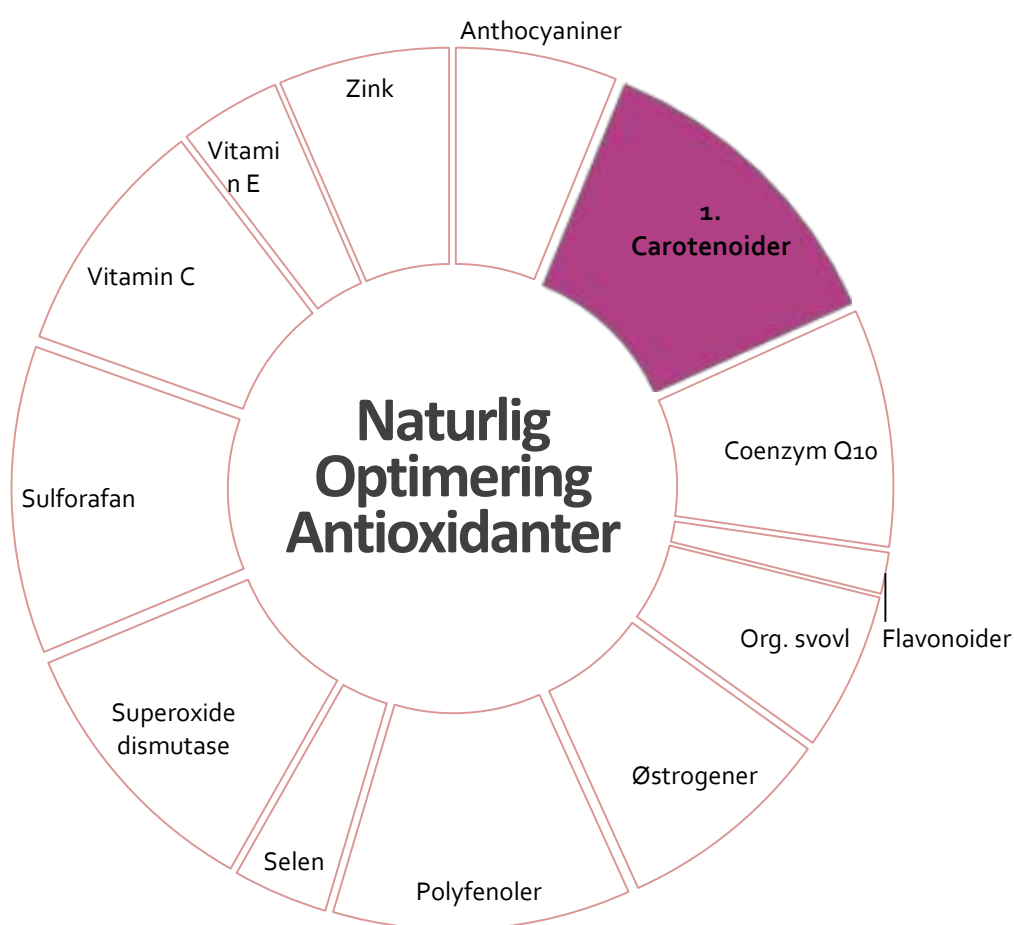 Anthocyaniner
Zink
Vitami
n E
Vitamin C
Sulforafan
Superoxide
dismutase
Selen
Polyfenoler
Østrogener
Org. svovl
Flavonoider
Coenzym Q10
1.
Carotenoider
Naturlig
Optimering
Antioxidanter